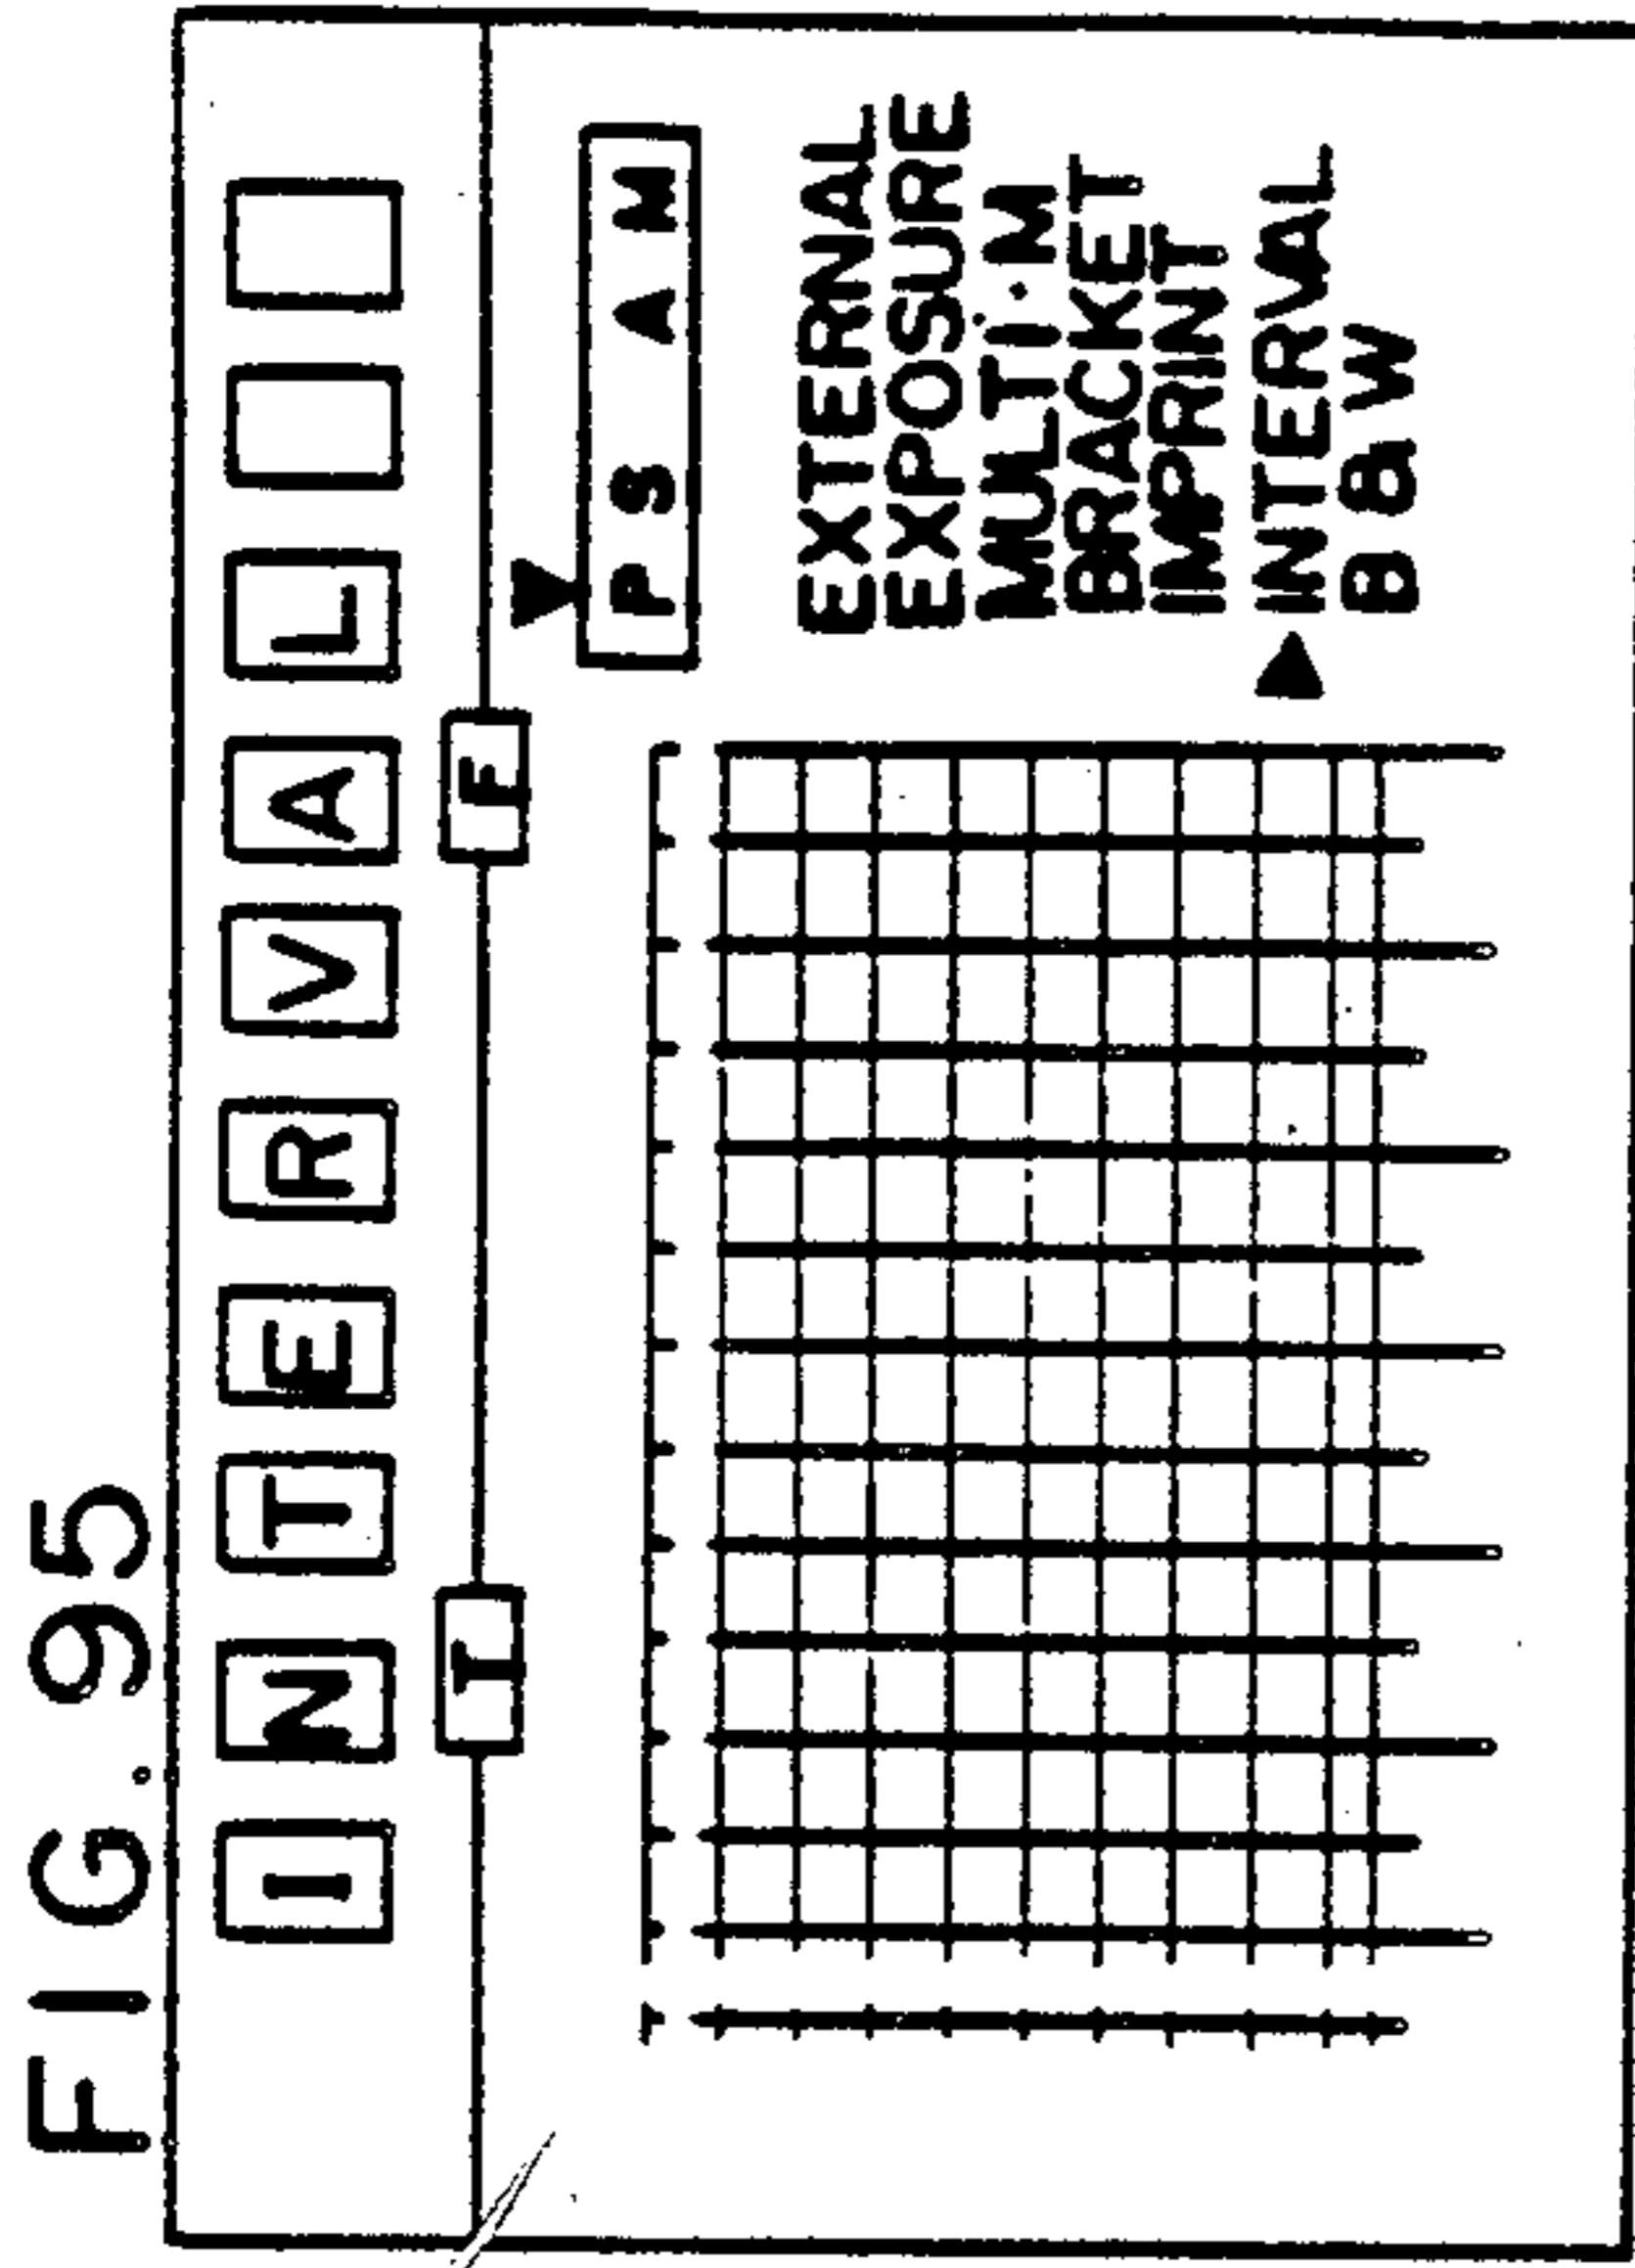 FIG. 95
I N T E R V A L
T F
P S A M
EXTERNAL
EXPOSURE
MULTI·M
BRACKET
IMPRINT
INTERVAL
B & W